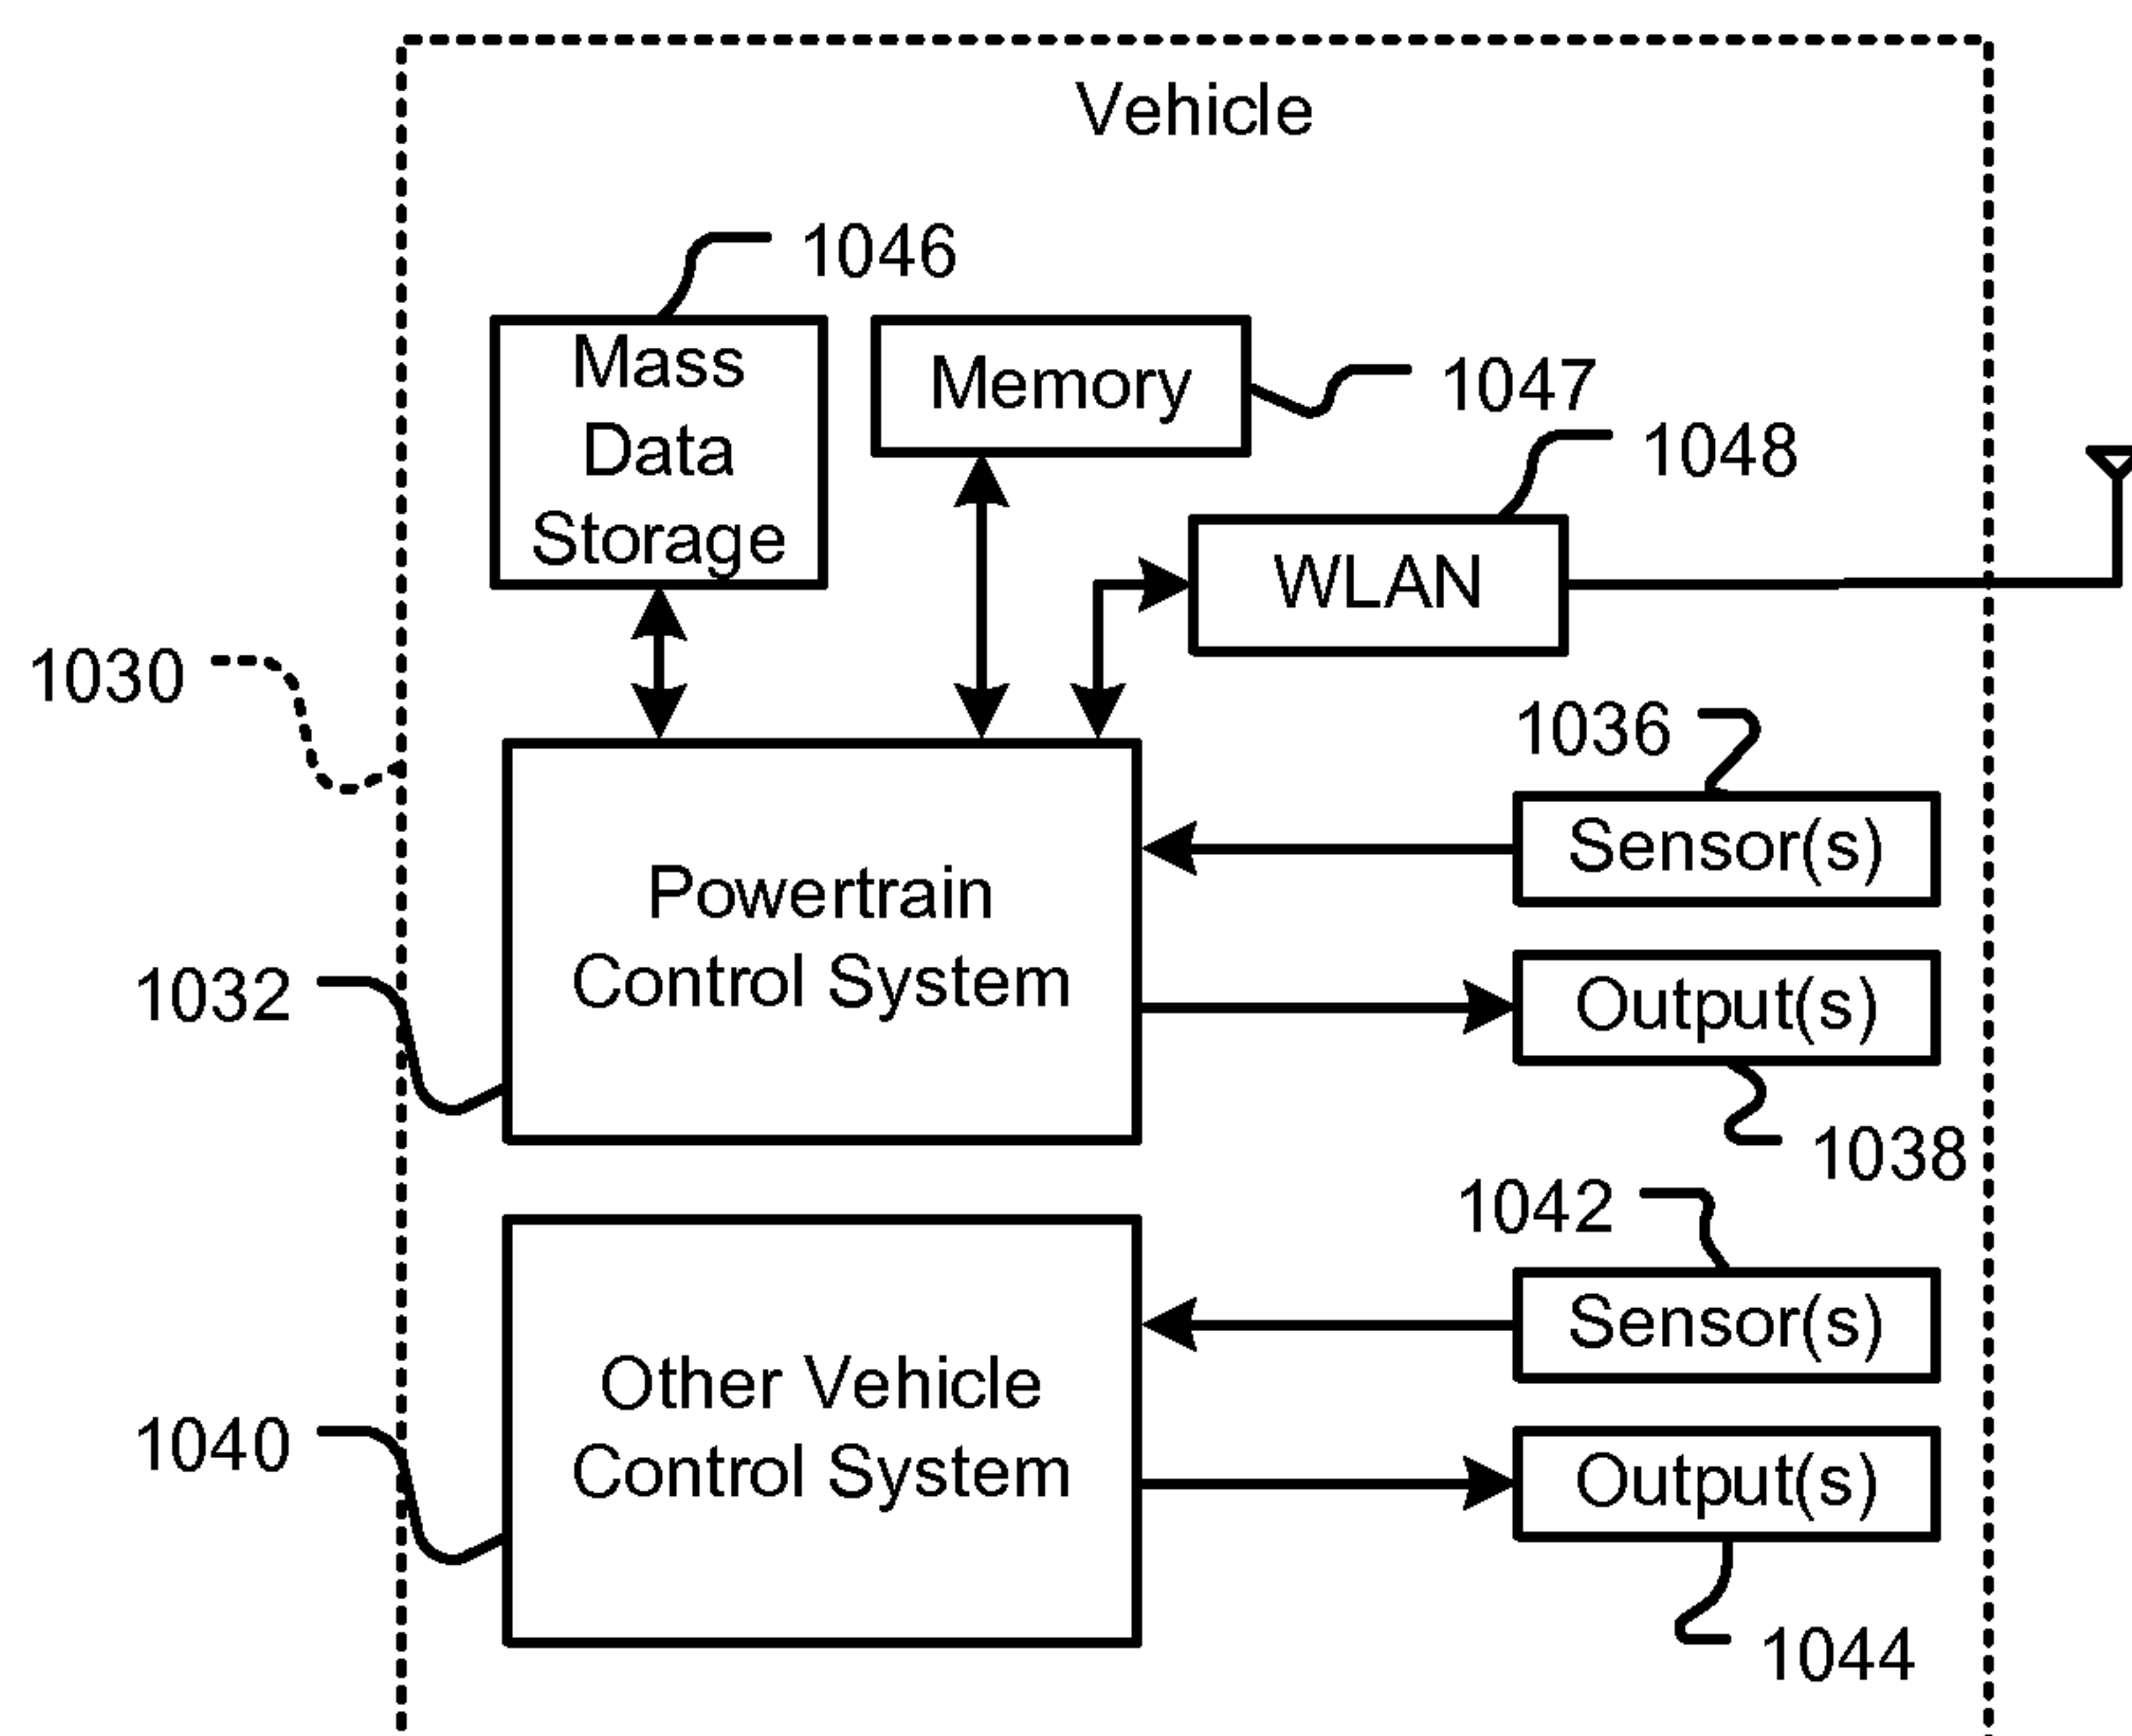 Vehicle
1046
Mass
Data
Storage
Memory
1047
1048
WLAN
1030
1036
Sensor(s)
Powertrain
Control System
1032
Output(s)
1038
1042
Sensor(s)
Other Vehicle
Control System
1040
Output(s)
1044